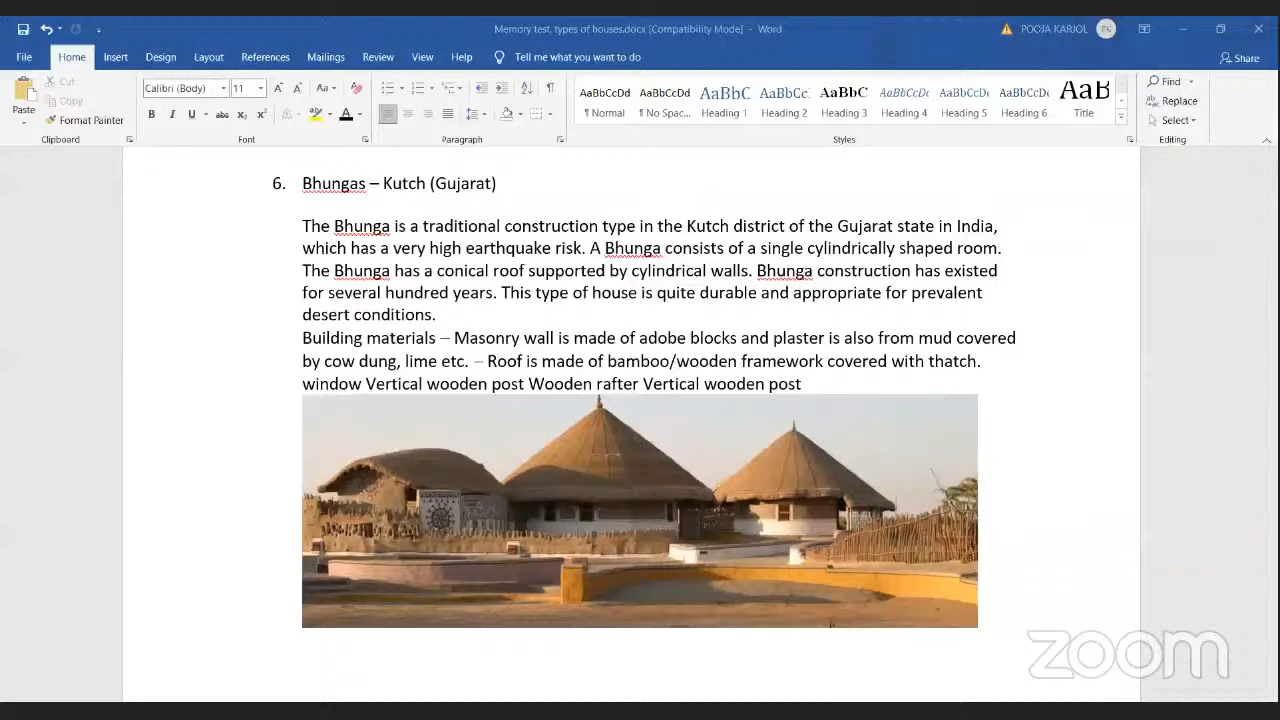 Memory test, types of houses.docx [Compatibility Mode] - Word
POOJA KARJOL
PK
File Home Insert Design Layout References Mailings Review View Help Tell me what you want to do
Share
Paste
Cut
Copy
Format Painter
Clipboard
Calibri (Body) 11
B I U abc x₂ x² A
Font
Paragraph
AaBbCcDd AaBbCcDd AaBbC AaBbCc AaBbC AaBbCcDc AaBbCcDc AaBbCcDc AaB
¶ Normal ¶ No Spac... Heading 1 Heading 2 Heading 3 Heading 4 Heading 5 Heading 6 Title
Styles
Find
Replace
Select
Editing
6. Bhungas – Kutch (Gujarat)
The Bhunga is a traditional construction type in the Kutch district of the Gujarat state in India,
which has a very high earthquake risk. A Bhunga consists of a single cylindrically shaped room.
The Bhunga has a conical roof supported by cylindrical walls. Bhunga construction has existed
for several hundred years. This type of house is quite durable and appropriate for prevalent
desert conditions.
Building materials – Masonry wall is made of adobe blocks and plaster is also from mud covered
by cow dung, lime etc. – Roof is made of bamboo/wooden framework covered with thatch.
window Vertical wooden post Wooden rafter Vertical wooden post
zoom